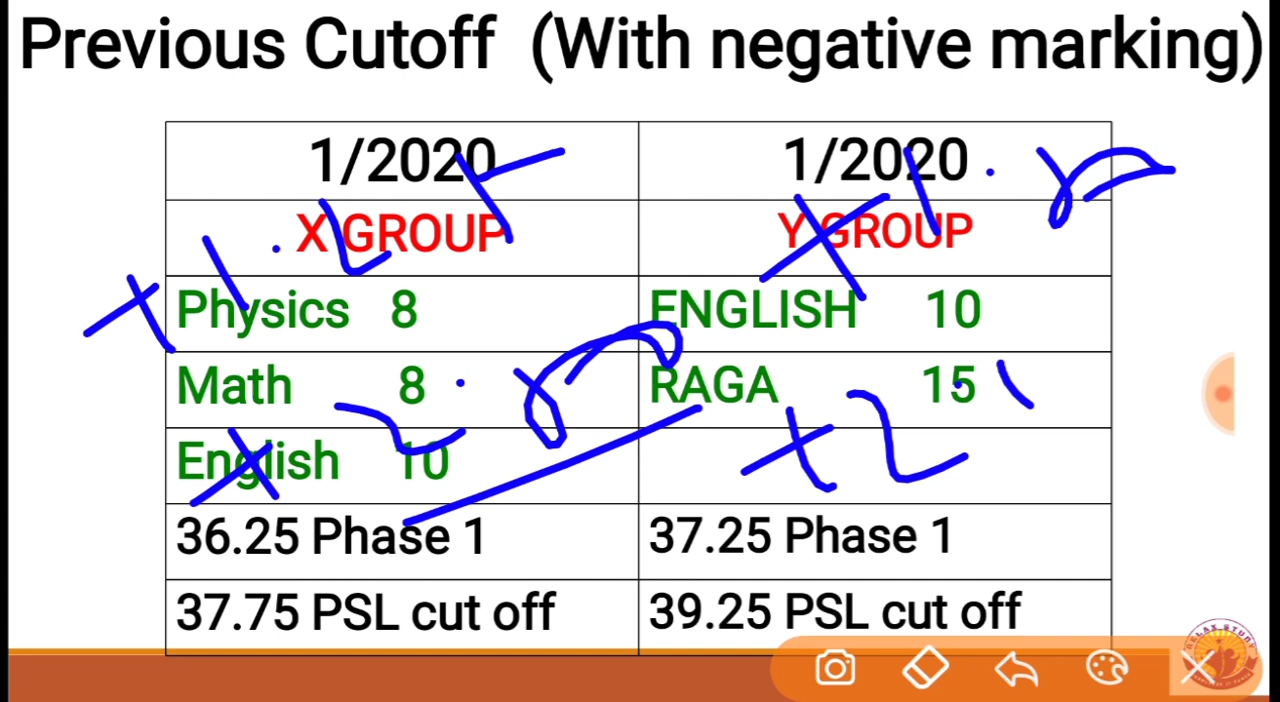 Previous Cutoff (With negative marking)
1/2020 1/2020
X GROUP Y GROUP
Physics 8 ENGLISH 10
Math 8 RAGA 15
English 10
36.25 Phase 1 37.25 Phase 1
37.75 PSL cut off 39.25 PSL cut off
RELAX STUDY